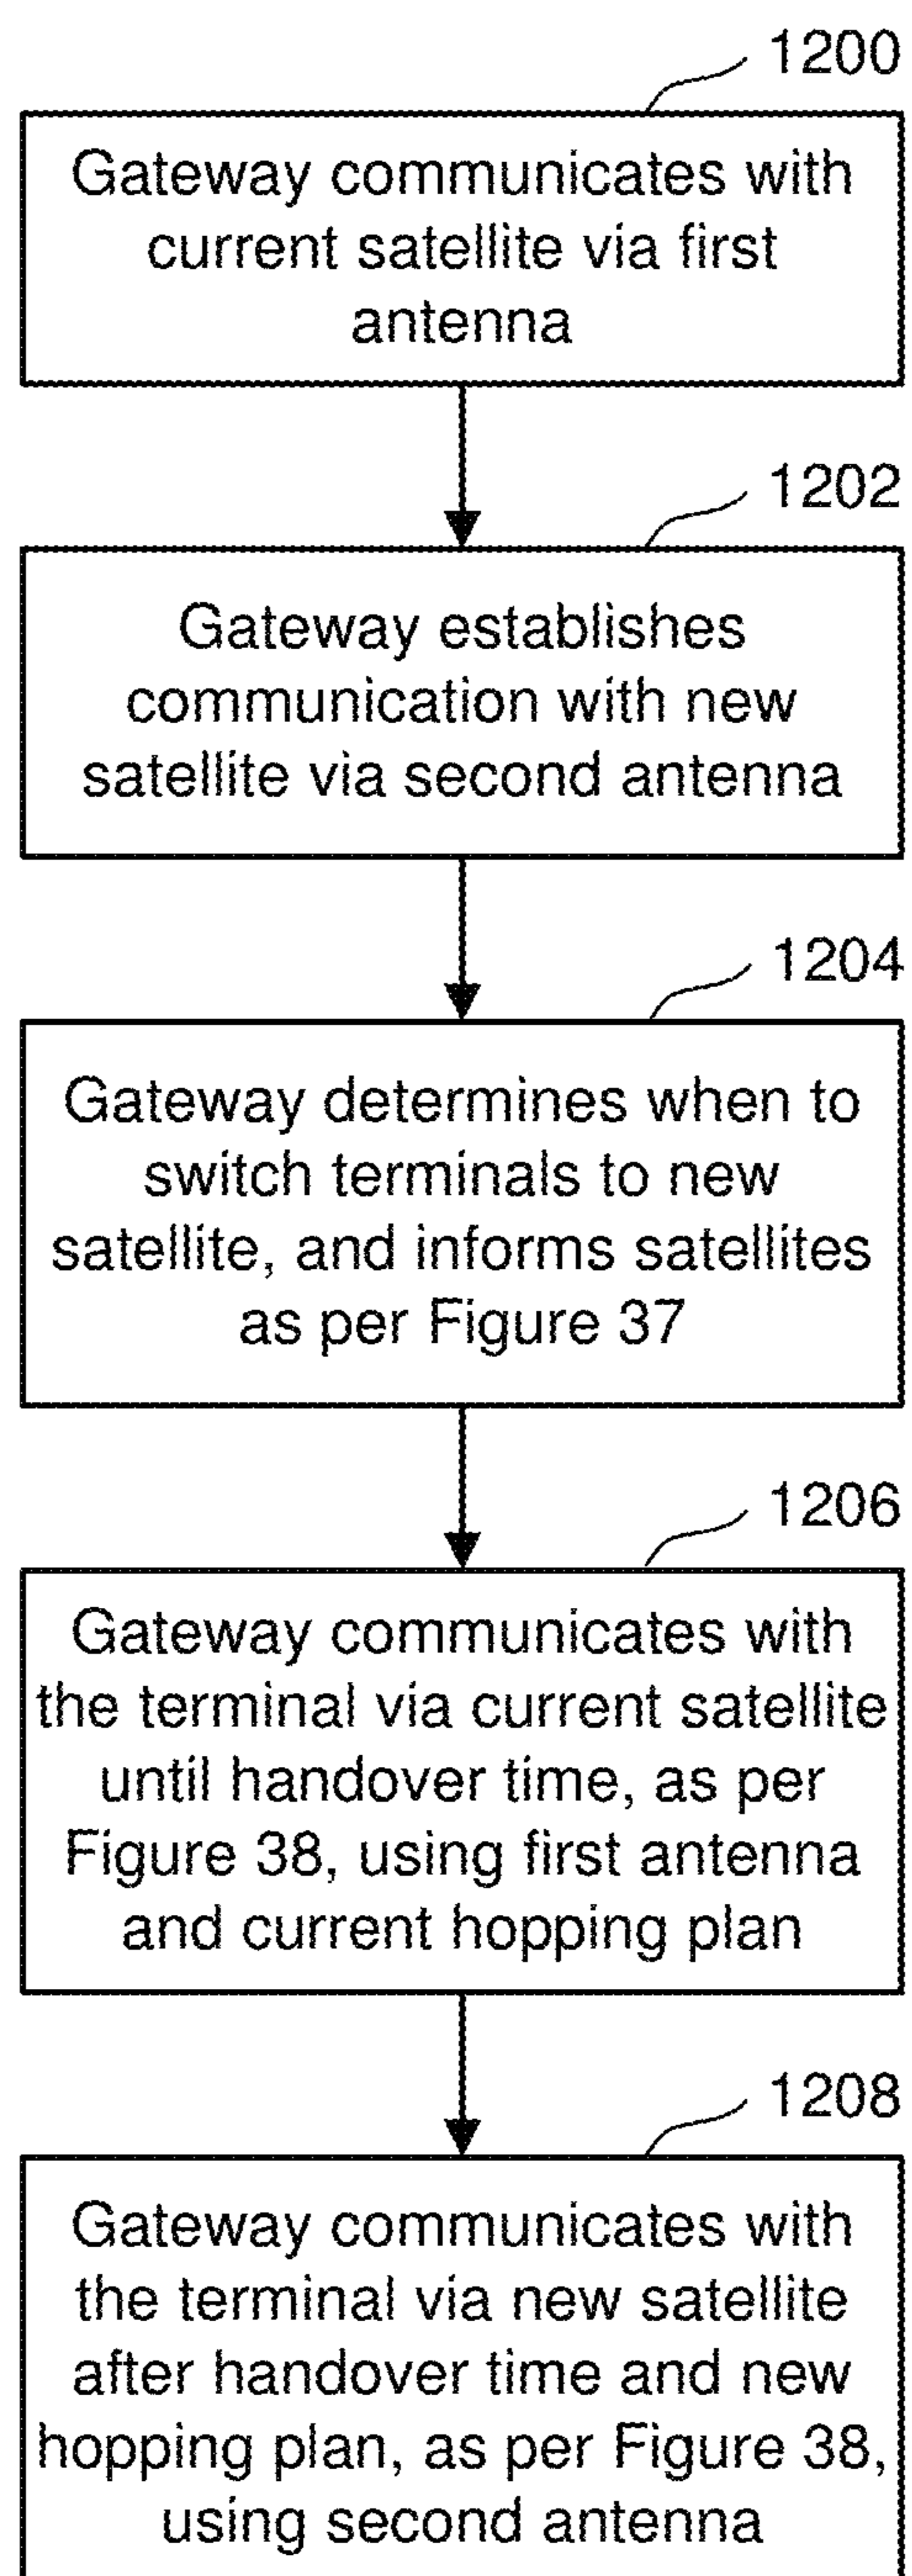 1200
Gateway communicates with
current satellite via first
antenna
1202
Gateway establishes
communication with new
satellite via second antenna
1204
Gateway determines when to
switch terminals to new
satellite, and informs satellites
as per Figure 37
1206
Gateway communicates with
the terminal via current satellite
until handover time, as per
Figure 38, using first antenna
and current hopping plan
1208
Gateway communicates with
the terminal via new satellite
after handover time and new
hopping plan, as per Figure 38,
using second antenna